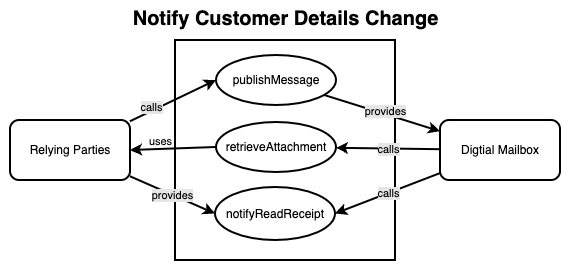 Notify Customer Details Change
publishMessage
calls
provides
Relying Parties
uses
retrieveAttachment
calls
Digtial Mailbox
provides
calls
notifyReadReceipt